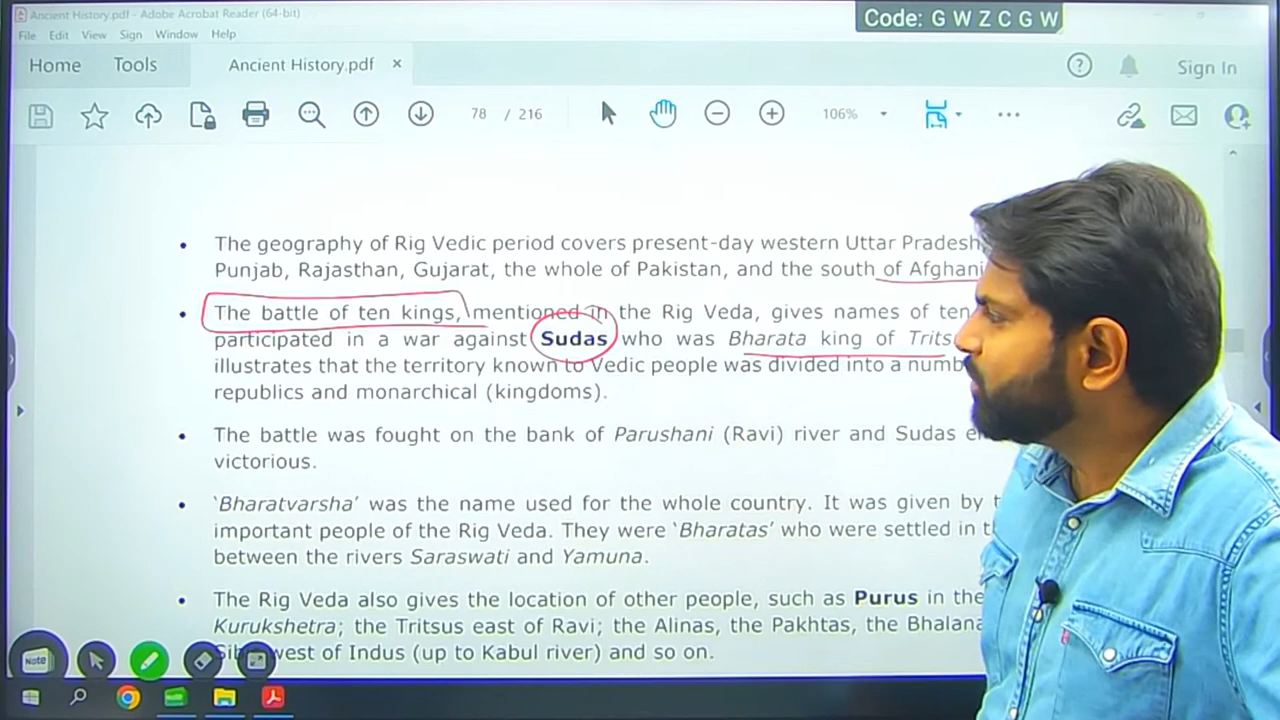 Ancient History.pdf - Adobe Acrobat Reader (64-bit)
Code: G W Z C G W
File Edit View Sign Window Help
Home Tools Ancient History.pdf × Sign In
78 / 216 106%
• The geography of Rig Vedic period covers present-day western Uttar Pradesh,
Punjab, Rajasthan, Gujarat, the whole of Pakistan, and the south of
• The battle of ten kings, mentioned in the Rig Veda, gives names of ten
participated in a war against Sudas who was Bharata king of
illustrates that the territory known to Vedic people was divided into a
republics and monarchical (kingdoms).
• The battle was fought on the bank of Parushani (Ravi) river and Sudas
victorious.
• ‘Bharatvarsha’ was the name used for the whole country. It was given by
important people of the Rig Veda. They were ‘Bharatas’ who were settled in
between the rivers Saraswati and Yamuna.
• The Rig Veda also gives the location of other people, such as Purus in the
Kurukshetra; the Tritsus east of Ravi; the Alinas, the Pakhtas, the
west of Indus (up to Kabul river) and so on.
Note